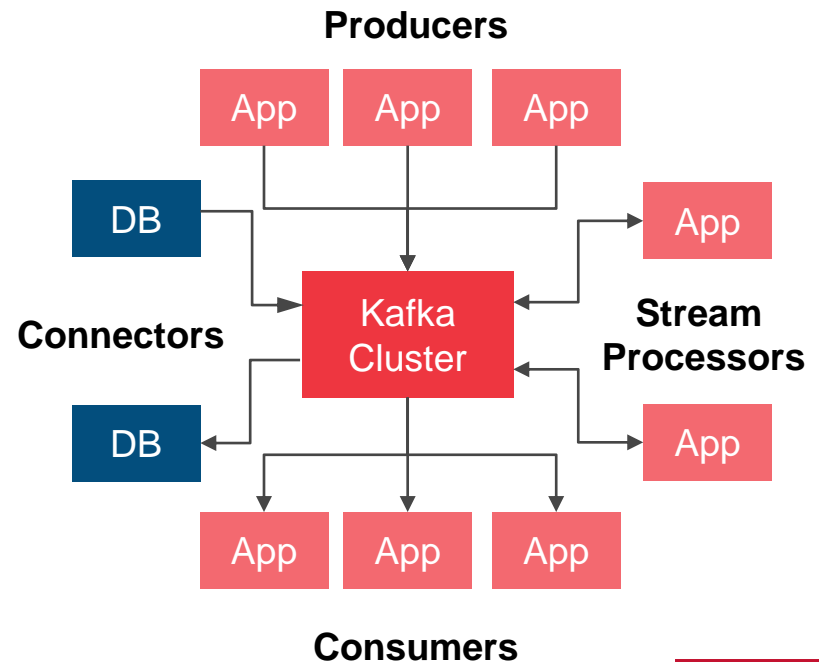 Producers
App
App
App
DB
App
Kafka
Cluster
Connectors
Stream
Processors
DB
App
App
App
App
Consumers